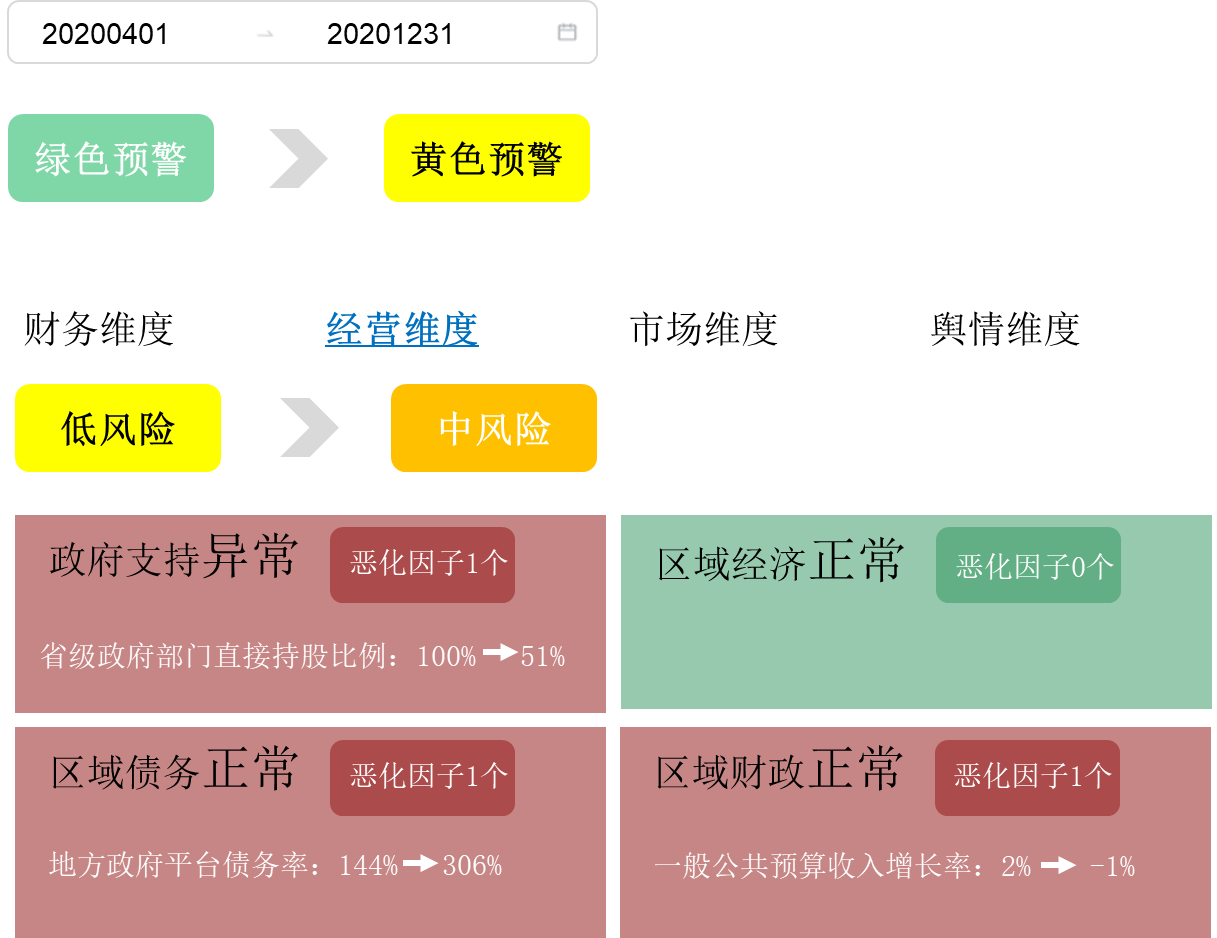 20200401 → 20201231
绿色预警 黄色预警
财务维度 经营维度 市场维度 舆情维度
低风险 中风险
政府支持异常 恶化因子1个
省级政府部门直接持股比例：100%➡51%
区域经济正常 恶化因子0个
区域债务正常 恶化因子1个
地方政府平台债务率：144%➡306%
区域财政正常 恶化因子1个
一般公共预算收入增长率：2% ➡ -1%